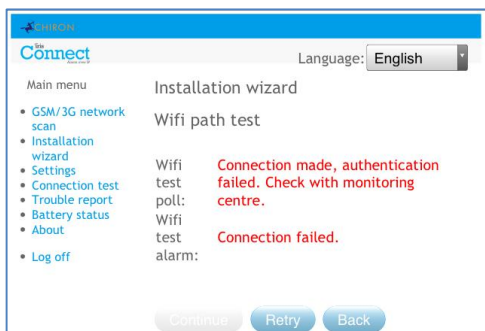 CHIRON
Iris
Connect
Language: English
Main menu
Installation wizard
Wifi path test
GSM/3G network
scan
Installation
wizard
Settings
Connection test
Trouble report
Battery status
About
Log off
Wifi
test
poll:
Connection made, authentication
failed. Check with monitoring
centre.
Wifi
test
alarm:
Connection failed.
Continue Retry Back